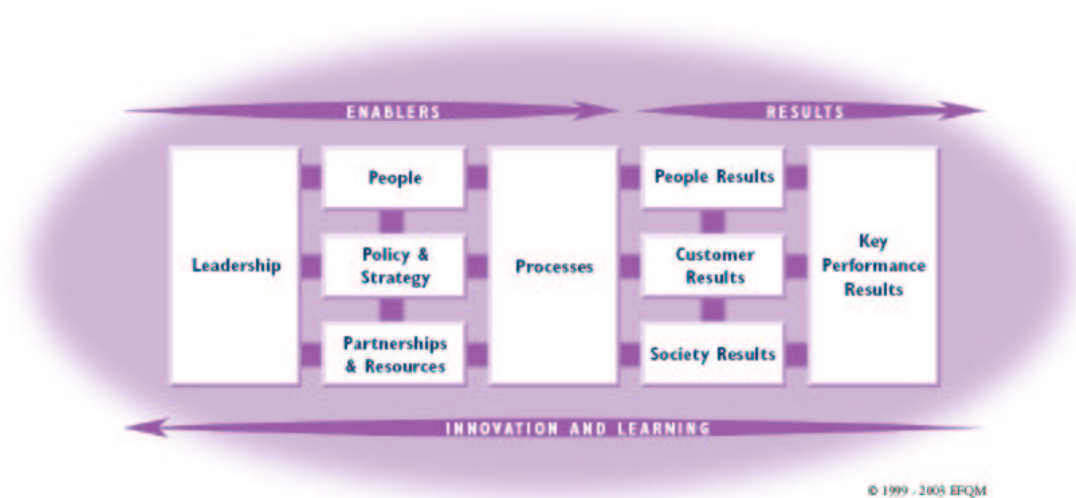 ENABLERS
RESULTS
Leadership
People
Policy &
Strategy
Partnerships
& Resources
Processes
People Results
Customer
Results
Society Results
Key
Performance
Results
INNOVATION AND LEARNING
© 1999 - 2003 EFQM